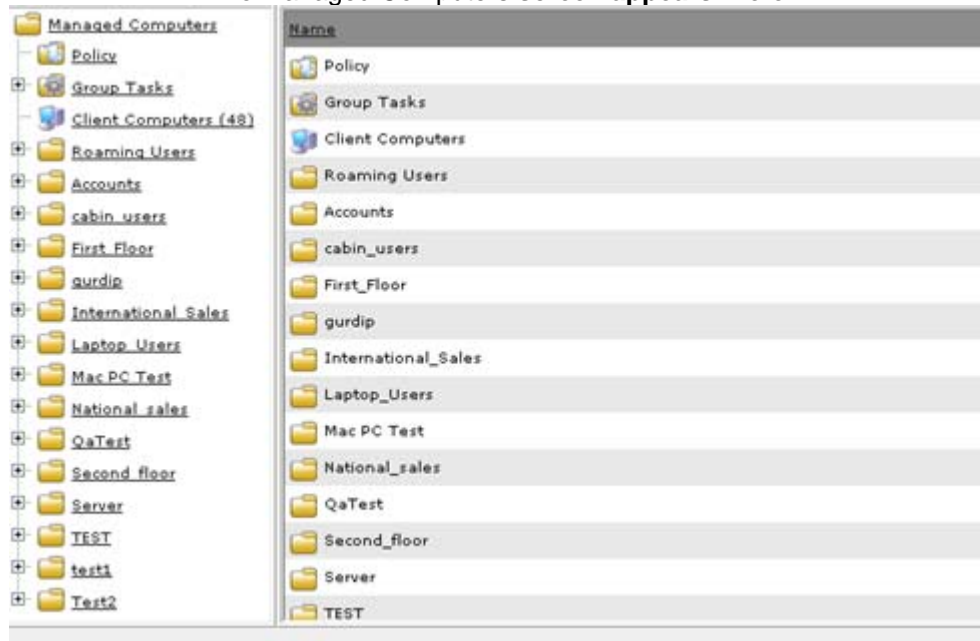 Managed Computers
Policy
Group Tasks
Client Computers (48)
Roaming Users
Accounts
cabin_users
First_Floor
gurdip
International_Sales
Laptop_Users
Mac PC Test
National_sales
QaTest
Second_floor
Server
TEST
test1
Test2
Name
Policy
Group Tasks
Client Computers
Roaming Users
Accounts
cabin_users
First_Floor
gurdip
International_Sales
Laptop_Users
Mac PC Test
National_sales
QaTest
Second_floor
Server
TEST